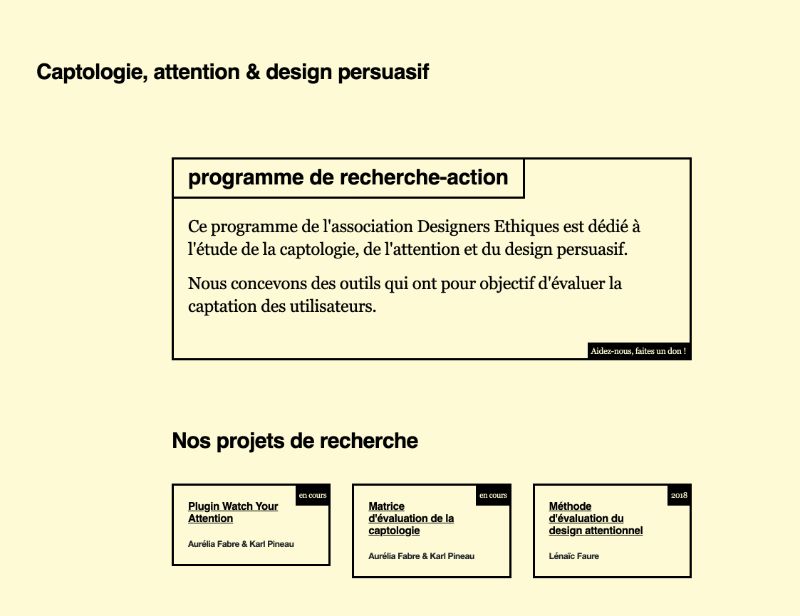 Captologie, attention & design persuasif
programme de recherche-action
Ce programme de l'association Designers Ethiques est dédié à
l'étude de la captologie, de l'attention et du design persuasif.
Nous concevons des outils qui ont pour objectif d'évaluer la
captation des utilisateurs.
Aidez-nous, faites un don !
Nos projets de recherche
en cours
Plugin Watch Your
Attention
Aurélia Fabre & Karl Pineau
en cours
Matrice
d'évaluation de la
captologie
Aurélia Fabre & Karl Pineau
2018
Méthode
d'évaluation du
design attentionnel
Lénaïc Faure